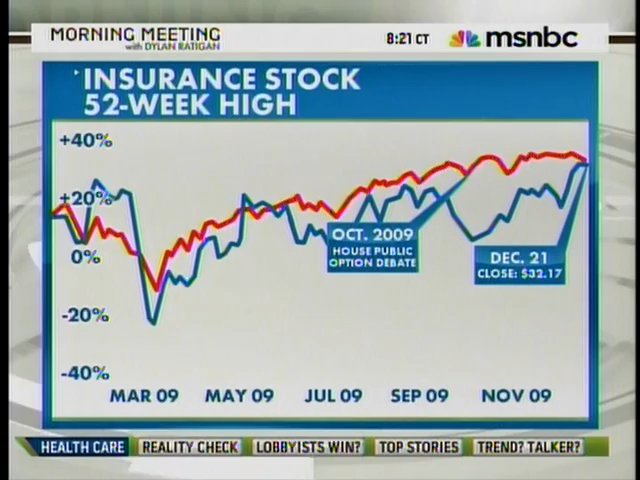 MORNING MEETING
with DYLAN RATIGAN
8:21 CT
msnbc
INSURANCE STOCK
52-WEEK HIGH
+40%
+20%
0%
-20%
-40%
OCT. 2009
HOUSE PUBLIC
OPTION DEBATE
DEC. 21
CLOSE: $32.17
MAR 09 MAY 09 JUL 09 SEP 09 NOV 09
HEALTH CARE REALITY CHECK LOBBYISTS WIN? TOP STORIES TREND? TALKER?